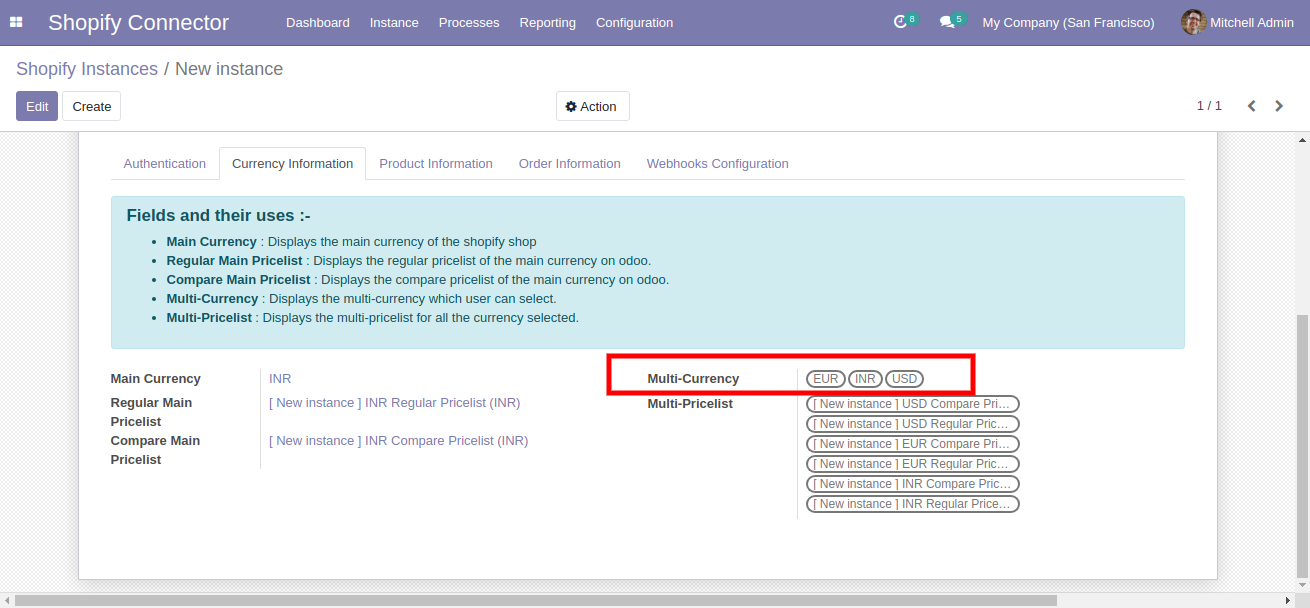 Shopify Connector Dashboard Instance Processes Reporting Configuration 8 5 My Company (San Francisco) Mitchell Admin
Shopify Instances / New instance
Edit Create Action 1 / 1
Authentication Currency Information Product Information Order Information Webhooks Configuration
Fields and their uses :-
• Main Currency : Displays the main currency of the shopify shop
• Regular Main Pricelist : Displays the regular pricelist of the main currency on odoo.
• Compare Main Pricelist : Displays the compare pricelist of the main currency on odoo.
• Multi-Currency : Displays the multi-currency which user can select.
• Multi-Pricelist : Displays the multi-pricelist for all the currency selected.
Main Currency INR
Regular Main [ New instance ] INR Regular Pricelist (INR)
Pricelist
Compare Main [ New instance ] INR Compare Pricelist (INR)
Pricelist
Multi-Currency EUR INR USD
Multi-Pricelist [ New instance ] USD Compare Pri...
[ New instance ] USD Regular Pric...
[ New instance ] EUR Compare Pri...
[ New instance ] EUR Regular Pric...
[ New instance ] INR Compare Pric...
[ New instance ] INR Regular Price...